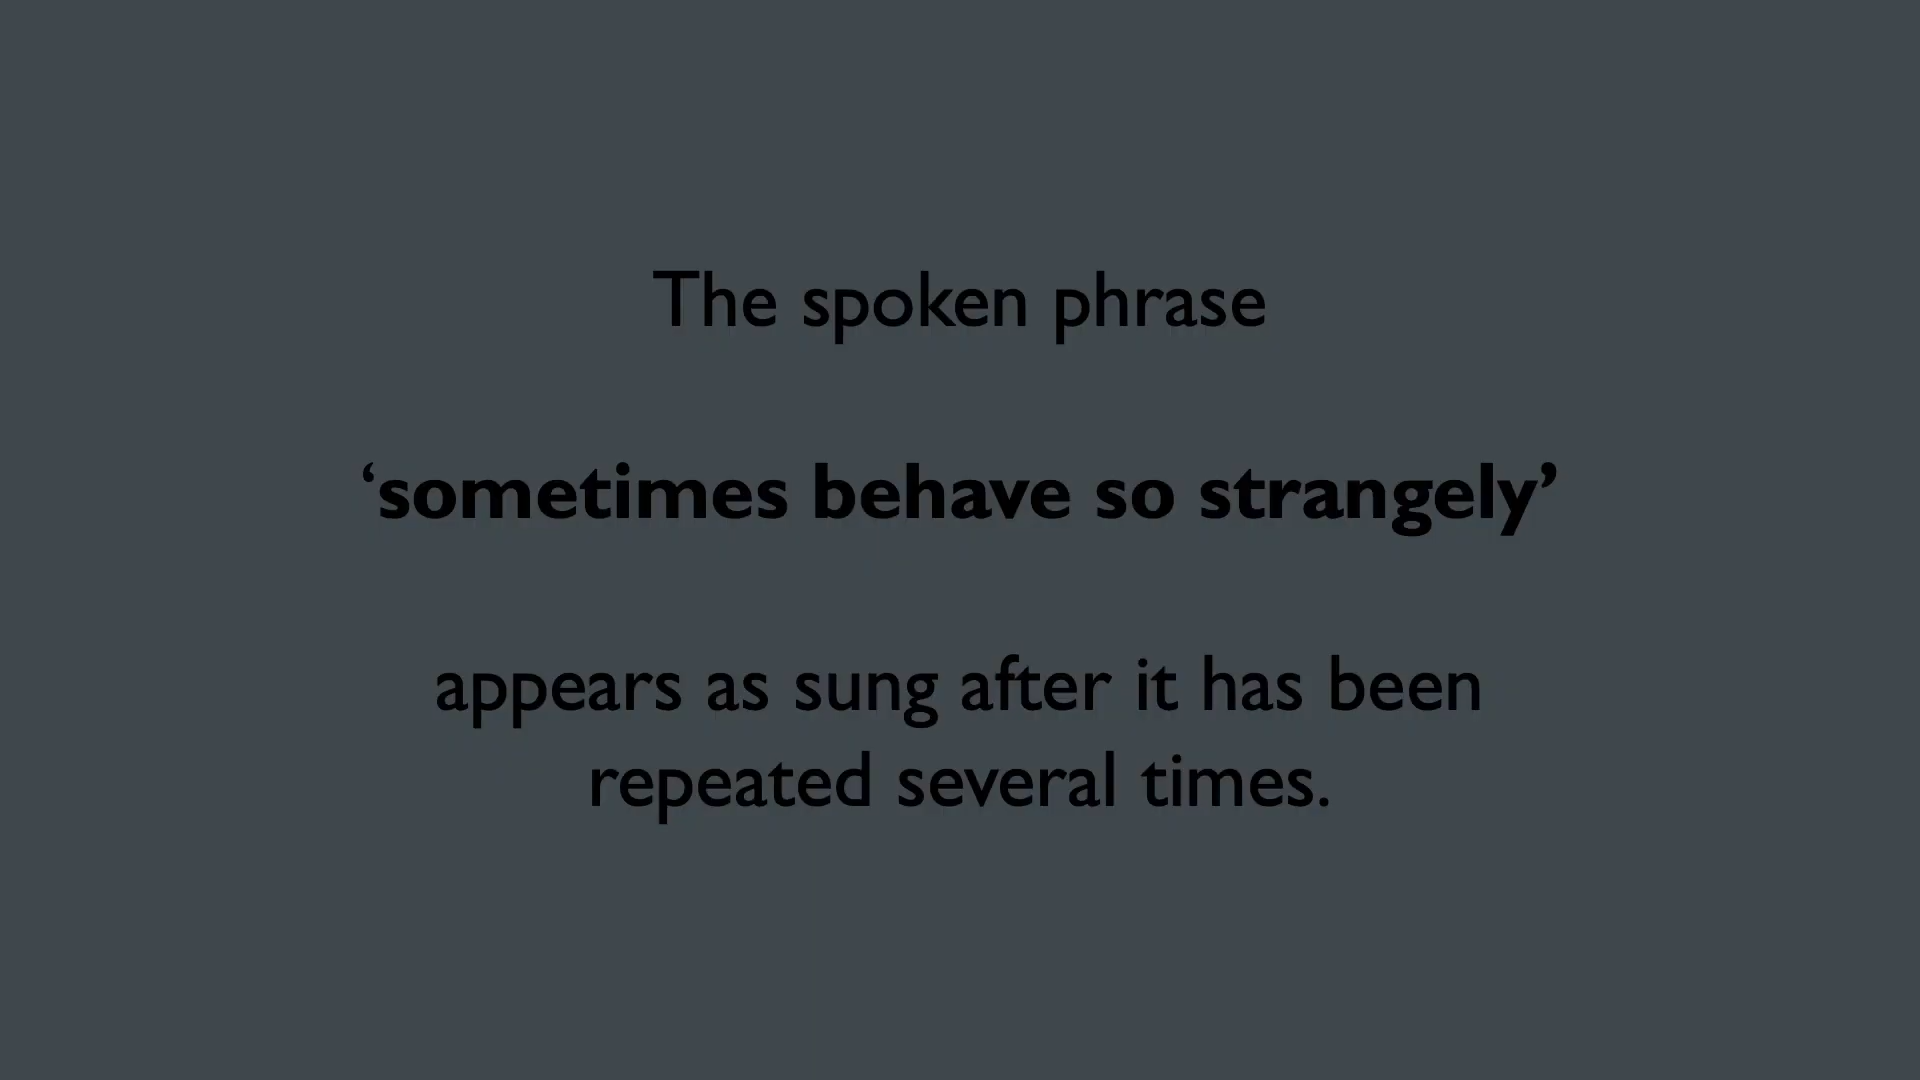 The spoken phrase
‘sometimes behave so strangely’
appears as sung after it has been
repeated several times.